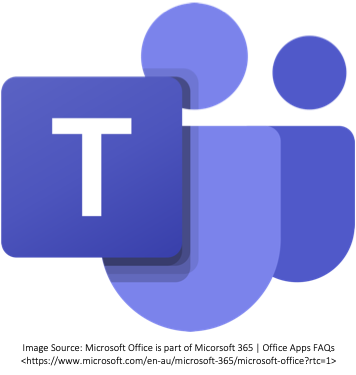 T
Image Source: Microsoft Office is part of Micorsoft 365 | Office Apps FAQs
<https://www.microsoft.com/en-au/microsoft-365/microsoft-office?rtc=1>